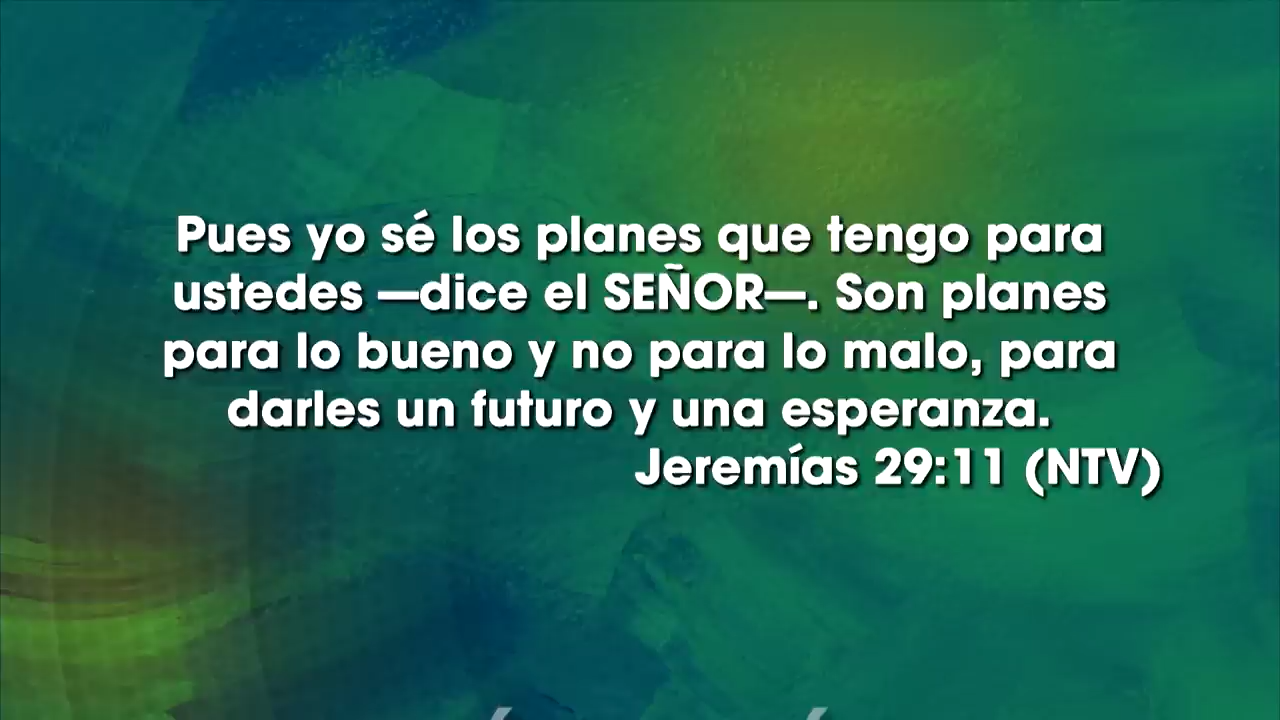 Pues yo sé los planes que tengo para
ustedes —dice el SEÑOR—. Son planes
para lo bueno y no para lo malo, para
darles un futuro y una esperanza.
Jeremías 29:11 (NTV)